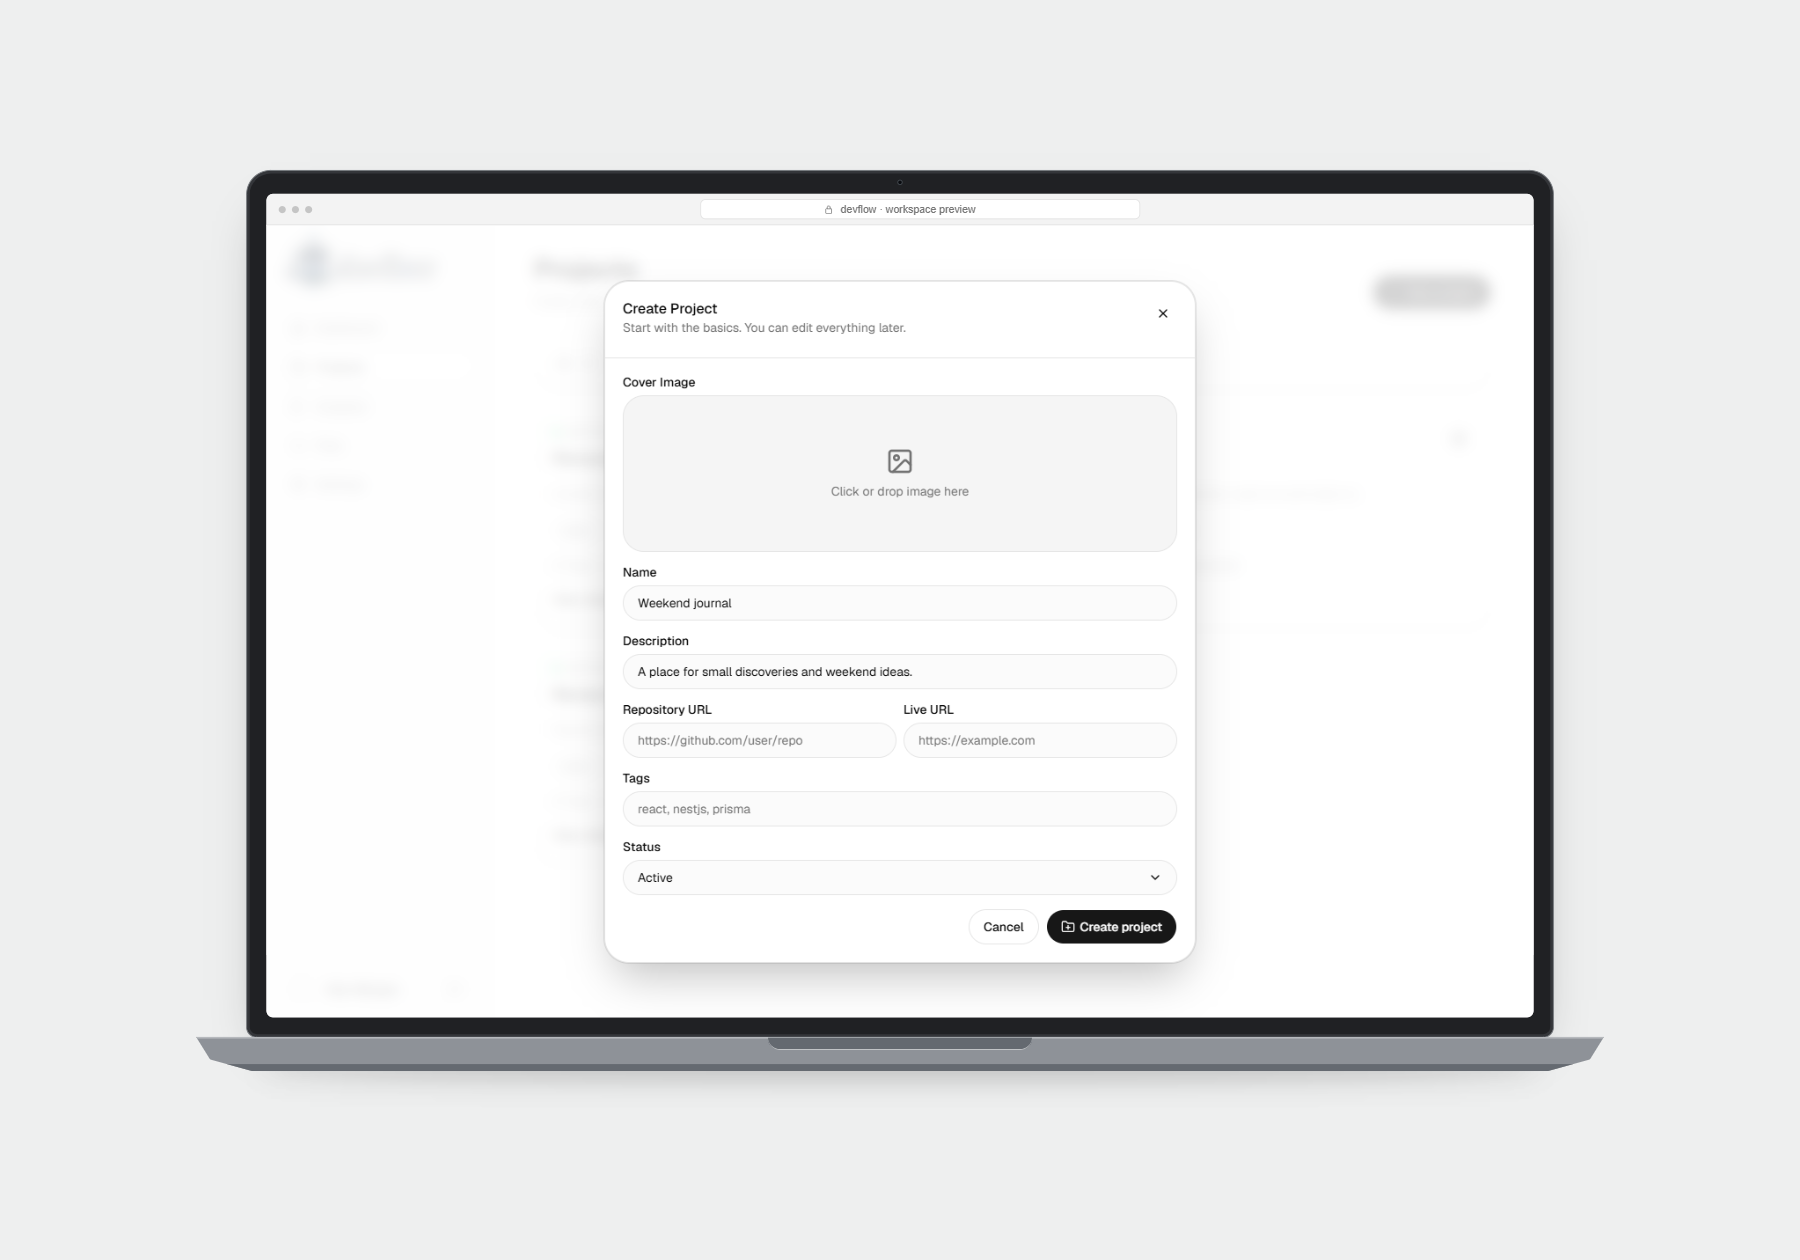 devflow · workspace preview
Projects
Create Project
Start with the basics. You can edit everything later.
Cover Image
Click or drop image here
Name
Weekend journal
Description
A place for small discoveries and weekend ideas.
Repository URL
Live URL
https://github.com/user/repo
https://example.com
Tags
react, nestjs, prisma
Status
Active
Cancel
Create project